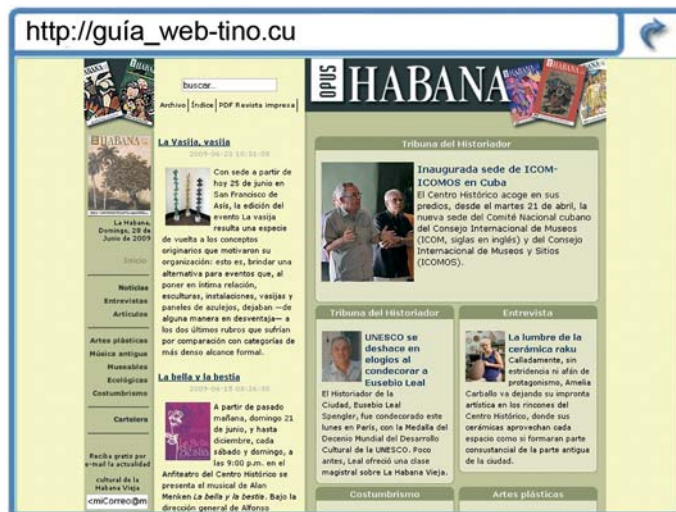 http://guía_web-tino.cu
OPUS HABANA
buscar..
Archivo | Índice | PDF Revista impresa |
HABANA
La Habana,
Domingo, 28 de
Junio de 2009
Inicio
Noticias
Entrevistas
Artículos
Artes plásticas
Música antigua
Museables
Ecológicas
Costumbrismo
Cartelera
Reciba gratis por
e-mail la actualidad
cultural de la
Habana Vieja
<miCorreo@m
La Vasija, vasija
Con sede a partir de
hoy 25 de junio en
San Francisco de
Asís, la edición del
evento La vasija
resulta una especie
de vuelta a los conceptos
originarios que motivaron su
organización: esto es, brindar una
alternativa para eventos que, al
poner en íntima relación,
esculturas, instalaciones, vasijas y
paneles de azulejos, dejaban —de
alguna manera en desventaja— a
los dos últimos rubros que sufrían
por comparación con categorías de
más denso alcance formal.
La bella y la bestia
A partir de pasado
mañana, domingo 21
de junio, y hasta
diciembre, cada
sábado y domingo, a
las 9:00 p.m. en el
Anfiteatro del Centro Histórico se
presenta el musical de Alan
Menken La bella y la bestia. Bajo la
dirección general de Alfonso
Tribuna del Historiador
Inaugurada sede de ICOM-
ICOMOS en Cuba
El Centro Histórico acoge en sus
predios, desde el martes 21 de abril, la
nueva sede del Comité Nacional cubano
del Consejo Internacional de Museos
(ICOM, siglas en inglés) y del Consejo
Internacional de Museos y Sitios
(ICOMOS).
Tribuna del Historiador
UNESCO se
deshace en
elogios al
condecorar a
Eusebio Leal
El Historiador de la
Ciudad, Eusebio Leal
Spengler, fue condecorado este
lunes en París, con la Medalla del
Decenio Mundial del Desarrollo
Cultural de la UNESCO. Poco
antes, Leal ofreció una clase
magistral sobre La Habana Vieja.
Entrevista
La lumbre de la
cerámica raku
Calladamente, sin
estridencia ni afán de
protagonismo, Amelia
Carballo va dejando su impronta
artística en los rincones del
Centro Histórico, donde sus
cerámicas aprovechan cada
espacio como si formaran parte
consustancial de la parte antigua
de la ciudad.
Costumbrismo
Artes plásticas